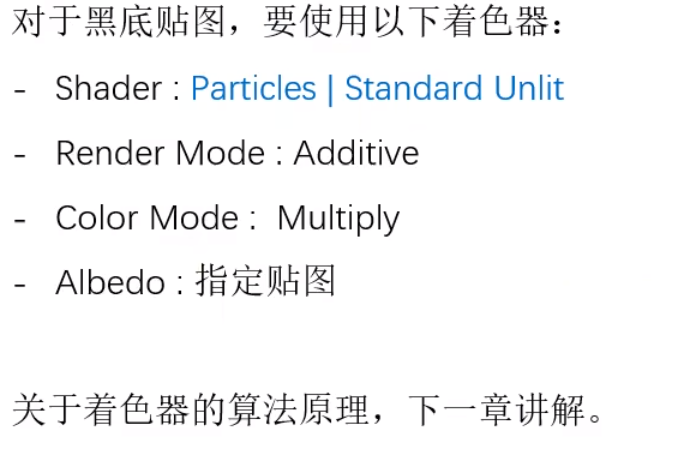 对于黑底贴图，要使用以下着色器：
- Shader : Particles | Standard Unlit
- Render Mode : Additive
- Color Mode :  Multiply
- Albedo : 指定贴图
关于着色器的算法原理，下一章讲解。